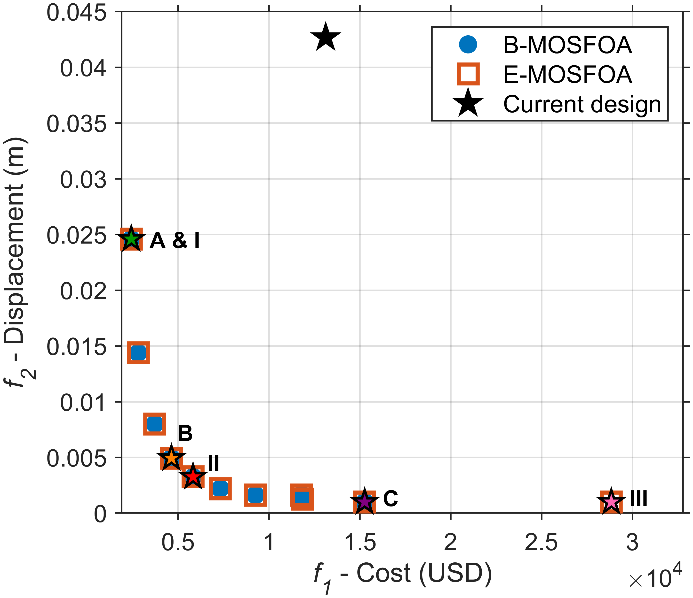 0.045
0.04
0.035
0.03
0.025
0.02
0.015
0.01
0.005
0
f2 - Displacement (m)
B-MOSFOA
E-MOSFOA
Current design
A & I
B
II
C
III
0.5
1
1.5
2
2.5
3
×10^4
f1 - Cost (USD)